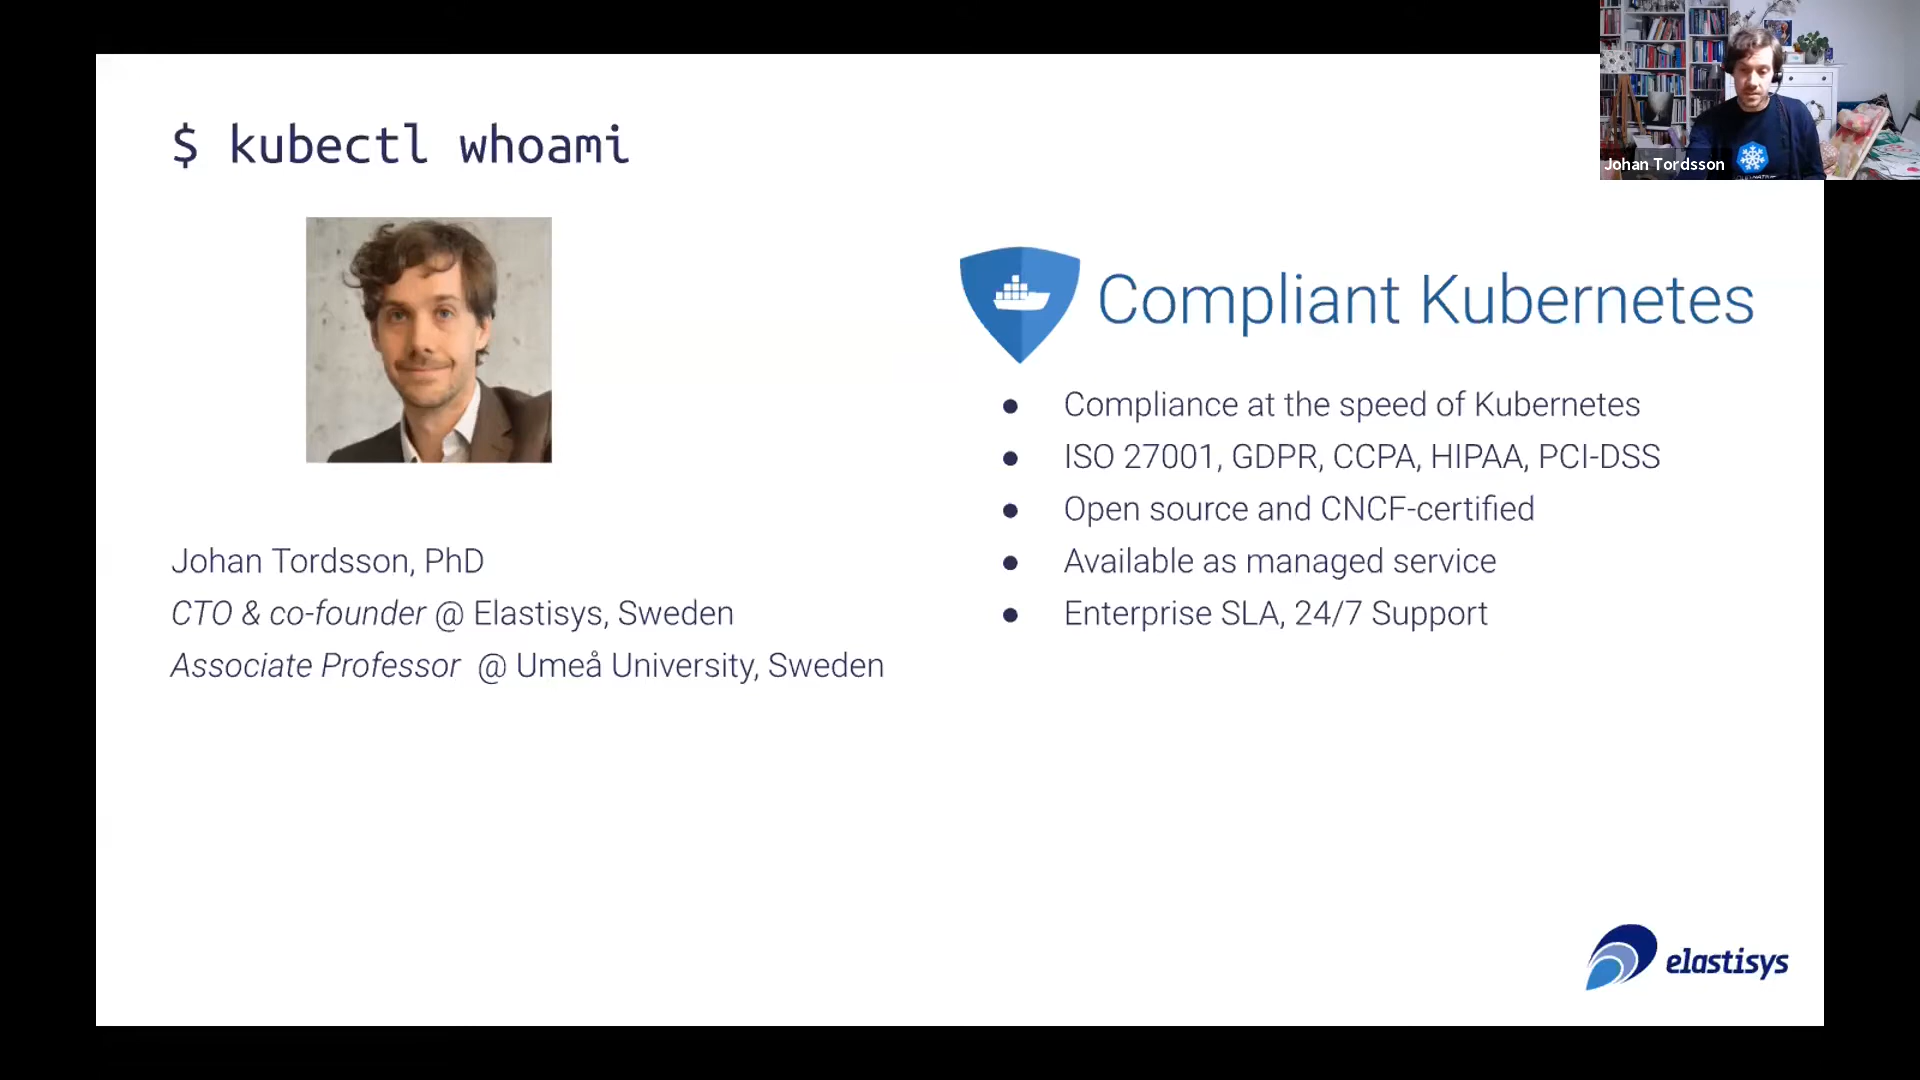 $ kubectl whoami
Johan Tordsson
Compliant Kubernetes
● Compliance at the speed of Kubernetes
● ISO 27001, GDPR, CCPA, HIPAA, PCI-DSS
● Open source and CNCF-certified
● Available as managed service
● Enterprise SLA, 24/7 Support
Johan Tordsson, PhD
CTO & co-founder @ Elastisys, Sweden
Associate Professor @ Umeå University, Sweden
elastisys